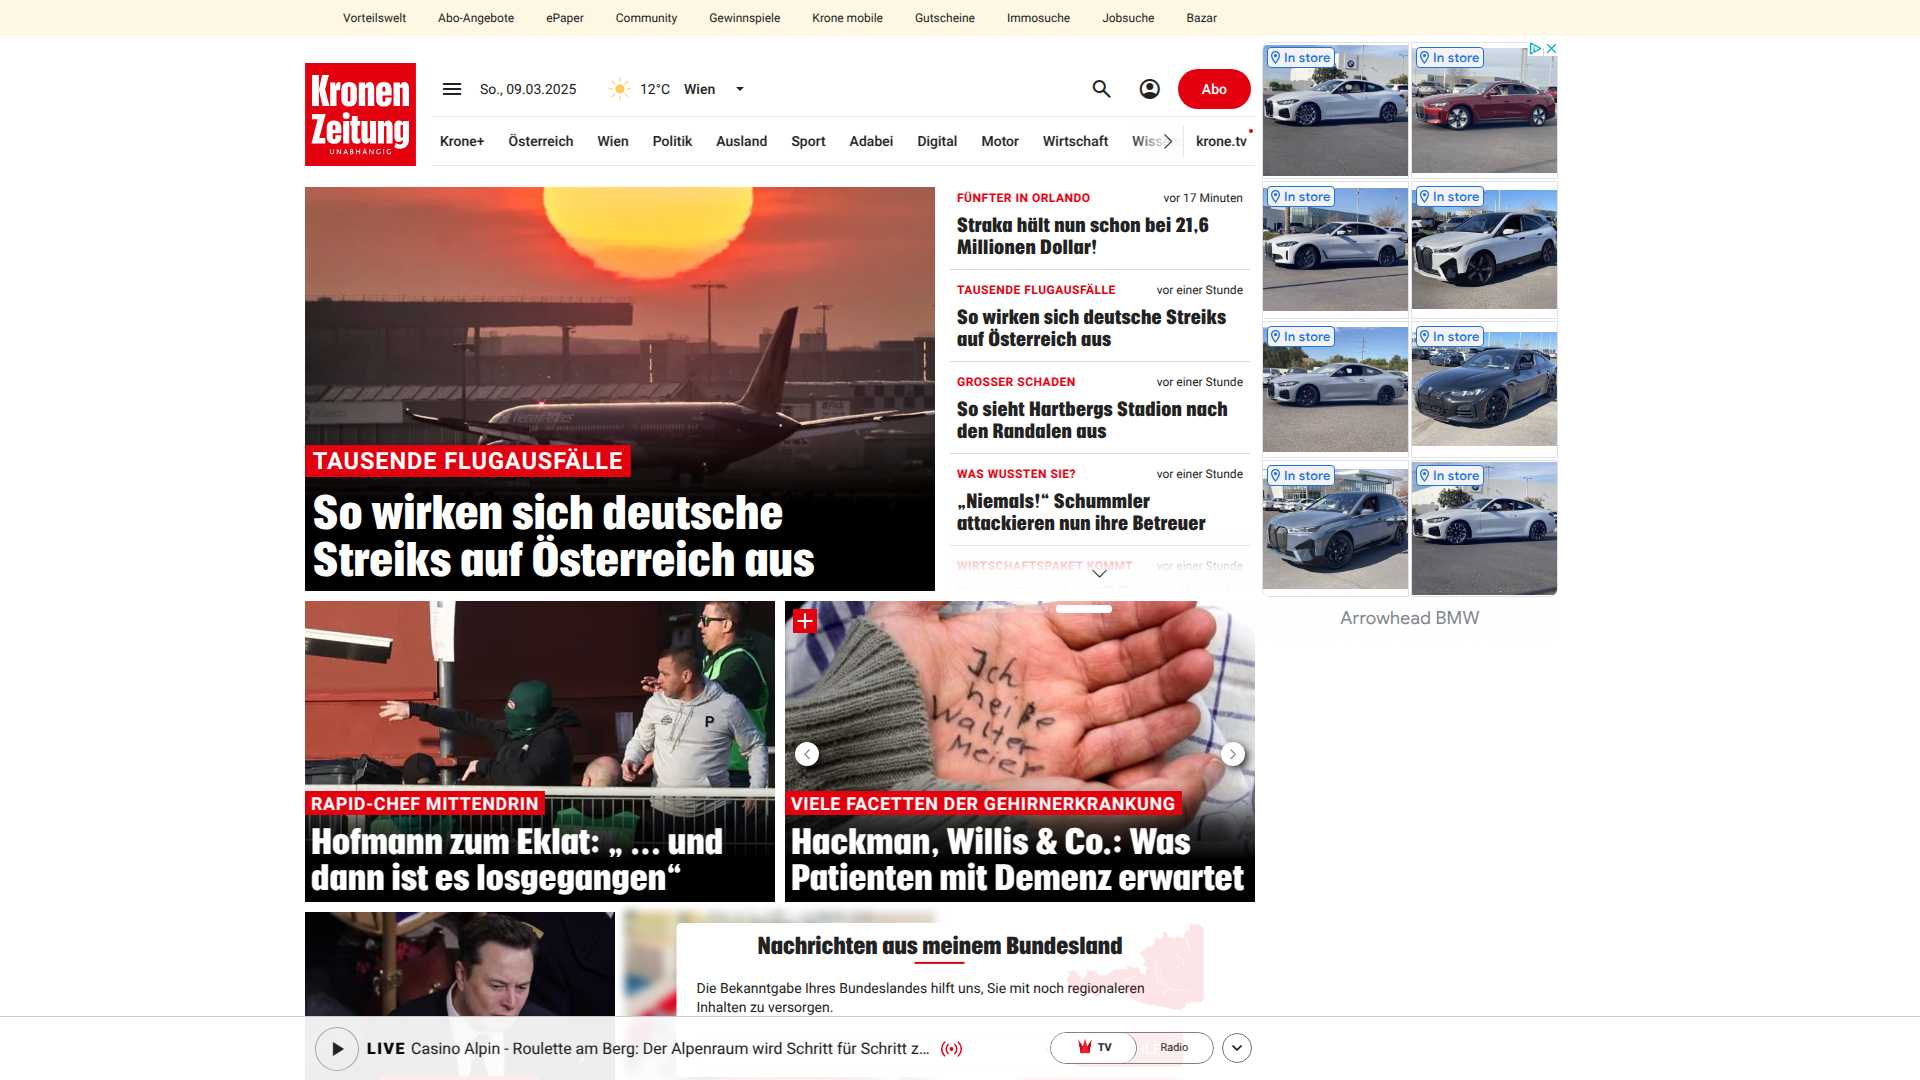 Vorteilswelt
Abo-Angebote
ePaper
Community
Gewinnspiele
Krone mobile
Gutscheine
Immosuche
Jobsuche
Bazar
Kronen
Zeitung
UNABHÄNGIG
So., 09.03.2025
12°C
Wien
Abo
Krone+
Österreich
Wien
Politik
Ausland
Sport
Adabei
Digital
Motor
Wirtschaft
krone.tv
TAUSENDE FLUGAUSFÄLLE
So wirken sich deutsche
Streiks auf Österreich aus
FÜNFTER IN ORLANDO
vor 17 Minuten
Straka hält nun schon bei 21,6
Millionen Dollar!
TAUSENDE FLUGAUSFÄLLE
vor einer Stunde
So wirken sich deutsche Streiks
auf Österreich aus
GROSSER SCHADEN
vor einer Stunde
So sieht Hartbergs Stadion nach
den Randalen aus
WAS WUSSTEN SIE?
vor einer Stunde
„Niemals!“ Schummler
attackieren nun ihre Betreuer
WIRTSCHAFTSPAKET KOMMT
vor einer Stunde
In store
In store
In store
In store
In store
In store
In store
In store
Arrowhead BMW
P
RAPID-CHEF MITTENDRIN
Hofmann zum Eklat: „ ... und
dann ist es losgegangen“
Ich
heiße
Walter
Meier
VIELE FACETTEN DER GEHIRNERKRANKUNG
Hackman, Willis & Co.: Was
Patienten mit Demenz erwartet
Nachrichten aus meinem Bundesland
Die Bekanntgabe Ihres Bundeslandes hilft uns, Sie mit noch regionaleren
Inhalten zu versorgen.
LIVE Casino Alpin - Roulette am Berg: Der Alpenraum wird Schritt für Schritt z...
TV
Radio